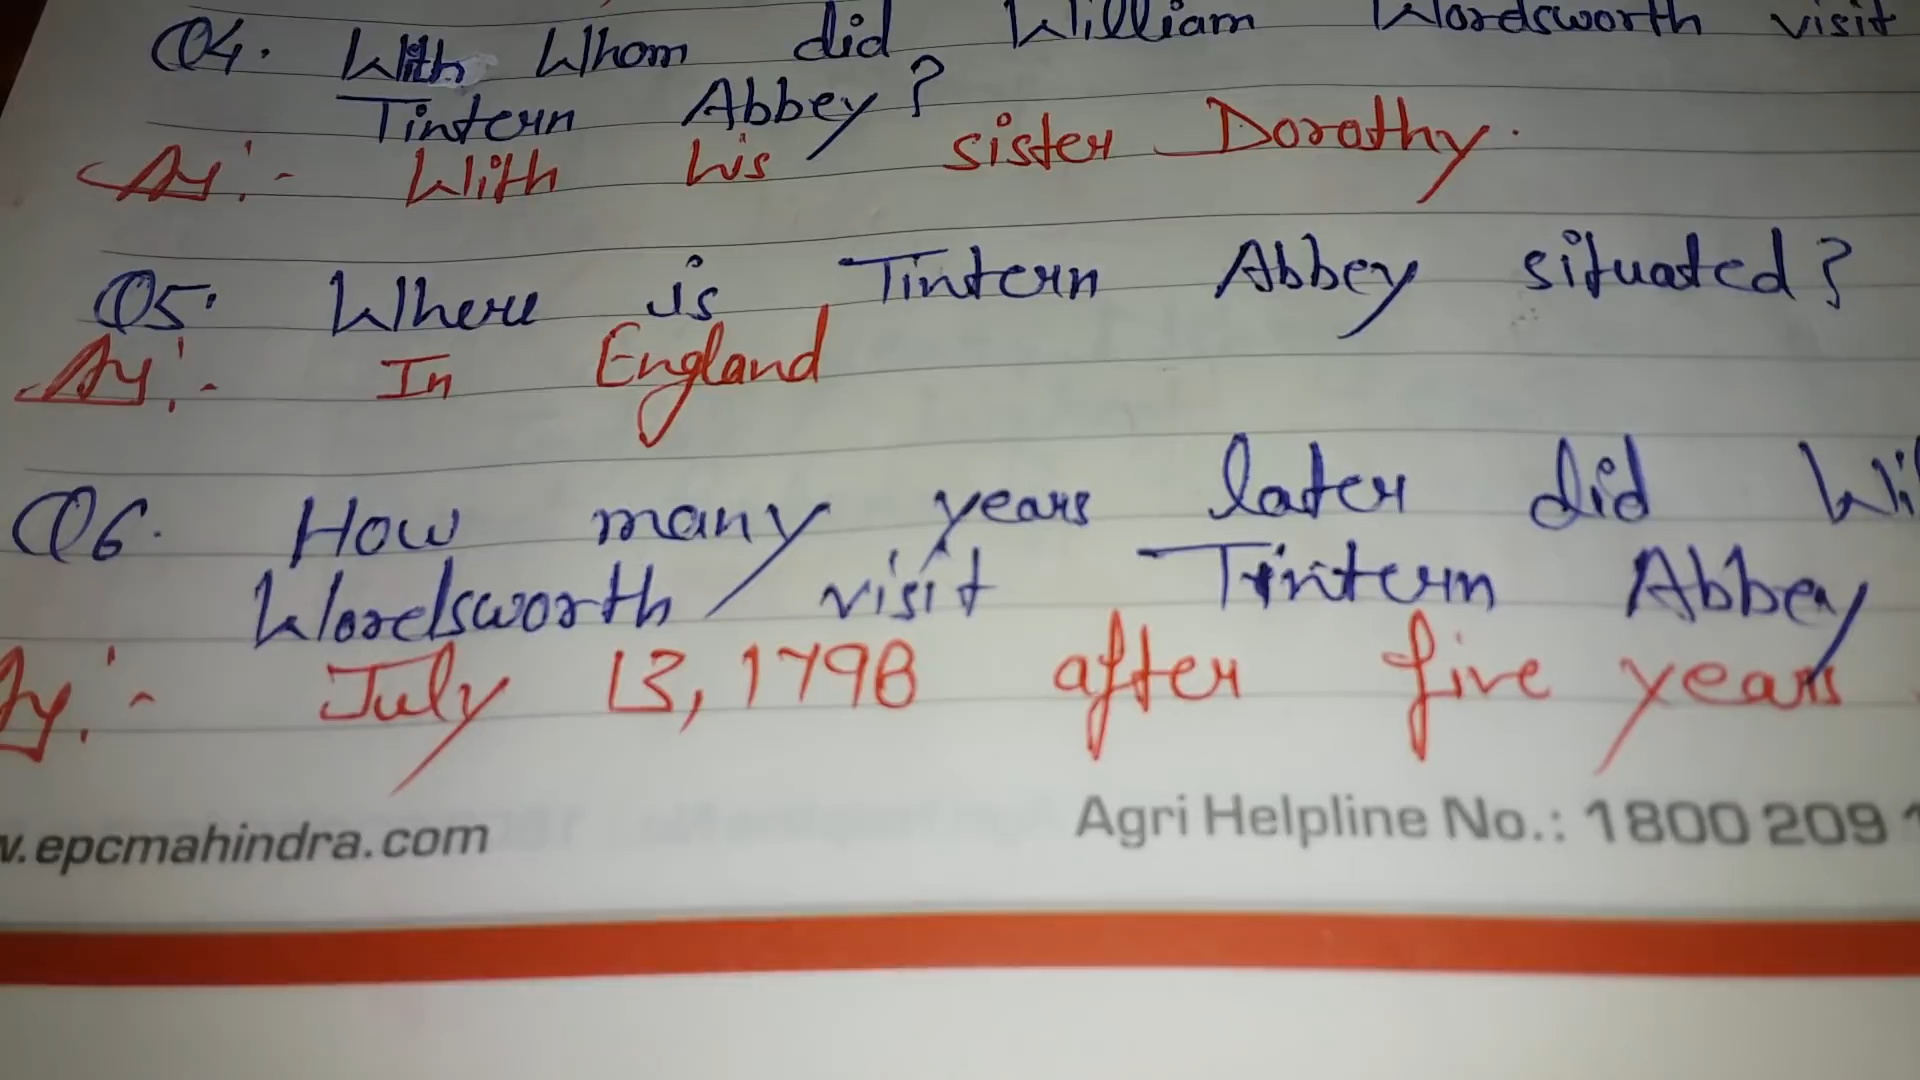 Q4. With Whom did William Wordsworth visit
Tintern Abbey?
Ans:- With his sister Dorothy.
Q5. Where is Tintern Abbey situated?
Ans:- In England
Q6. How many years later did Wil
Wordsworth visit Tintern Abbey
Ans:- July 13, 1798 after five years.
v.epcmahindra.com Agri Helpline No.: 1800 209 1